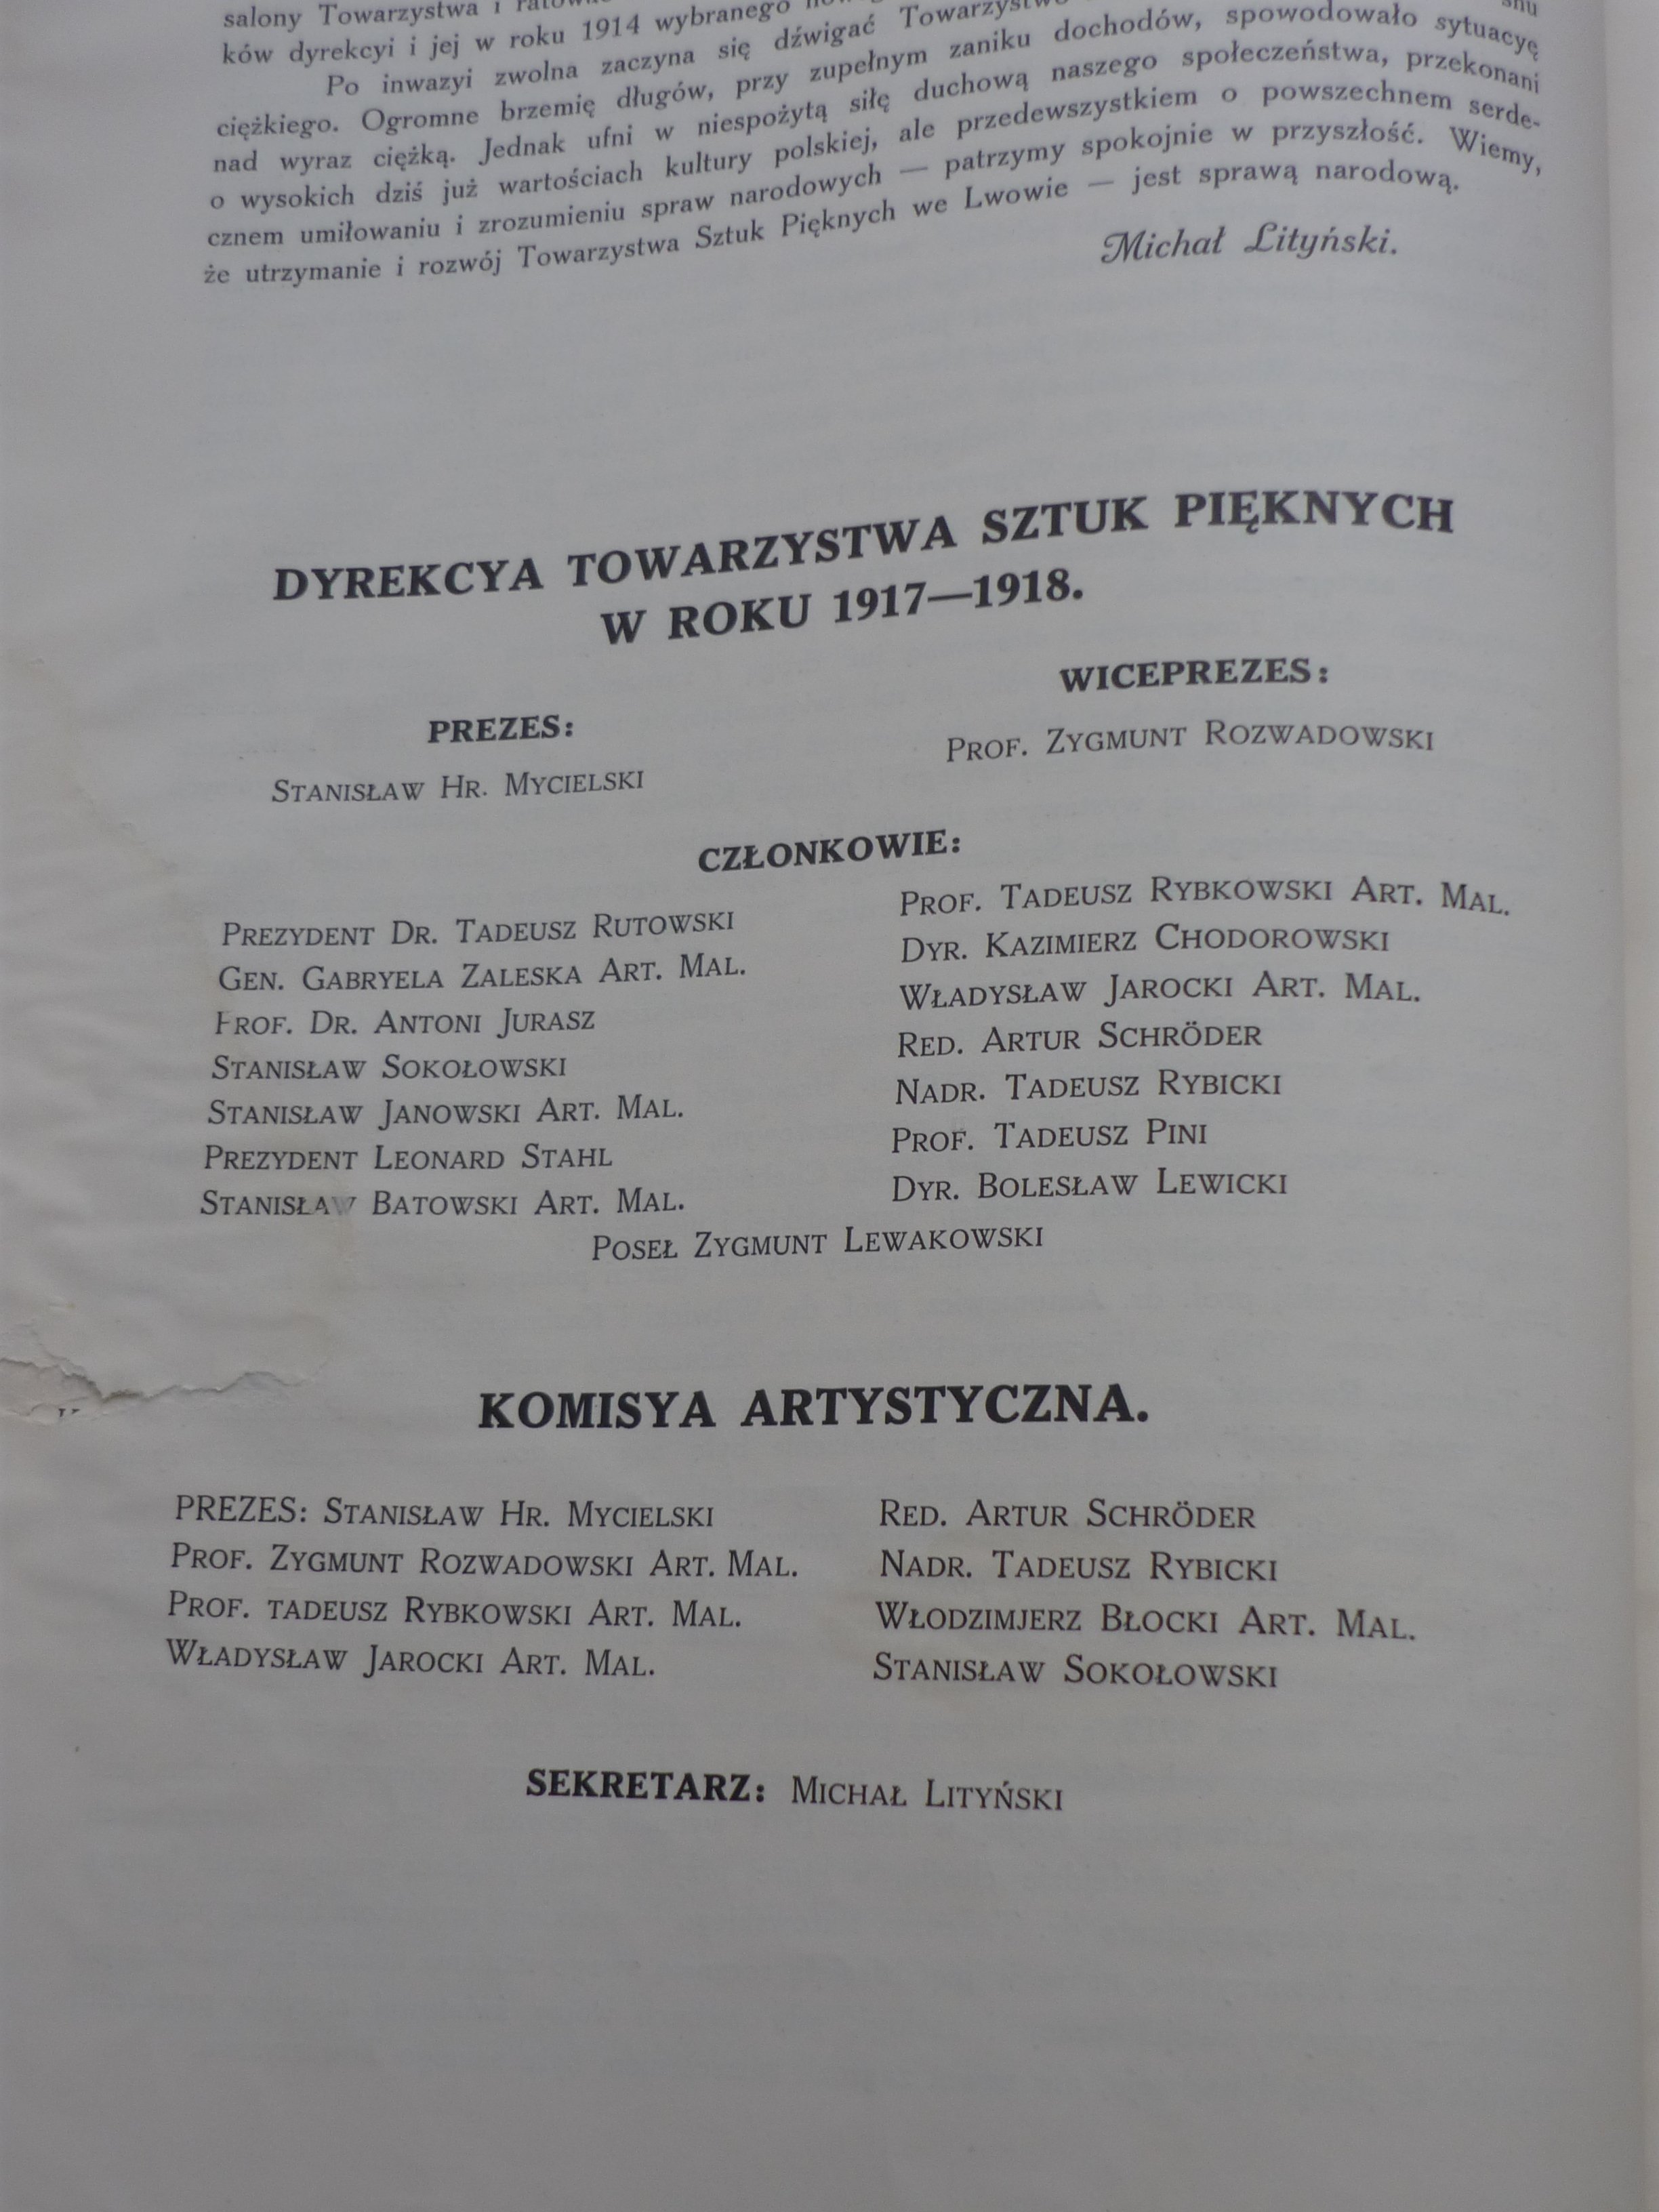 salony Towarzystwa i
ków dyrekcyi i jej w roku 1914 wybranego
Po inwazyi zwolna zaczyna się dźwigać Towarzystwo
ciężkiego. Ogromne brzemię długów, przy zupełnym zaniku dochodów, spowodowało sytuacyę
nad wyraz ciężką. Jednak ufni w niespożytą siłę duchową naszego społeczeństwa, przekonani
o wysokich dziś już wartościach kultury polskiej, ale przedewszystkiem o powszechnem serde-
cznem umiłowaniu i zrozumieniu spraw narodowych — patrzymy spokojnie w przyszłość. Wiemy,
że utrzymanie i rozwój Towarzystwa Sztuk Pięknych we Lwowie — jest sprawą narodową.
Michał Lityński.
DYREKCYA TOWARZYSTWA SZTUK PIĘKNYCH
W ROKU 1917—1918.
PREZES:
STANISŁAW HR. MYCIELSKI
WICEPREZES:
PROF. ZYGMUNT ROZWADOWSKI
CZŁONKOWIE:
PREZYDENT DR. TADEUSZ RUTOWSKI
GEN. GABRYELA ZALESKA ART. MAL.
PROF. DR. ANTONI JURASZ
STANISŁAW SOKOŁOWSKI
STANISŁAW JANOWSKI ART. MAL.
PREZYDENT LEONARD STAHL
STANISŁAW BATOWSKI ART. MAL.
PROF. TADEUSZ RYBKOWSKI ART. MAL.
DYR. KAZIMIERZ CHODOROWSKI
WŁADYSŁAW JAROCKI ART. MAL.
RED. ARTUR SCHRÖDER
NADR. TADEUSZ RYBICKI
PROF. TADEUSZ PINI
DYR. BOLESŁAW LEWICKI
POSEŁ ZYGMUNT LEWAKOWSKI
KOMISYA ARTYSTYCZNA.
PREZES: STANISŁAW HR. MYCIELSKI
PROF. ZYGMUNT ROZWADOWSKI ART. MAL.
PROF. TADEUSZ RYBKOWSKI ART. MAL.
WŁADYSŁAW JAROCKI ART. MAL.
RED. ARTUR SCHRÖDER
NADR. TADEUSZ RYBICKI
WŁODZIMJERZ BŁOCKI ART. MAL.
STANISŁAW SOKOŁOWSKI
SEKRETARZ: MICHAŁ LITYŃSKI